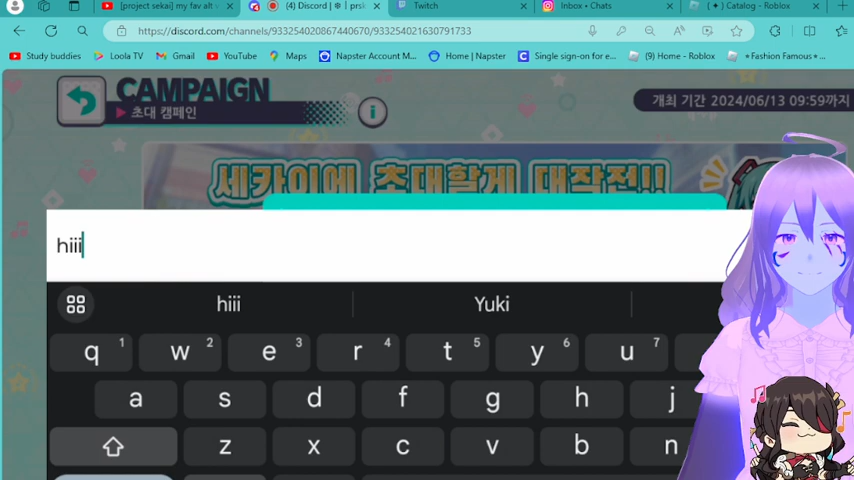 [project sekai] my fav alt v
(4) Discord | ❄ | prsk
Twitch
Inbox • Chats
( ✦ ) Catalog - Roblox
https://discord.com/channels/933254020867440670/933254021630791733
Study buddies
Loola TV
Gmail
YouTube
Maps
Napster Account M...
Home | Napster
Single sign-on for e...
(9) Home - Roblox
⋆Fashion Famous⋆...
CAMPAIGN
초대 캠페인
i
개최 기간 2024/06/13 09:59까지
세카이에 초대할게 대작전!!
hiii
hiii Yuki
q 1 w 2 e 3 r 4 t 5 y 6 u 7
a s d f g h j
z x c v b n